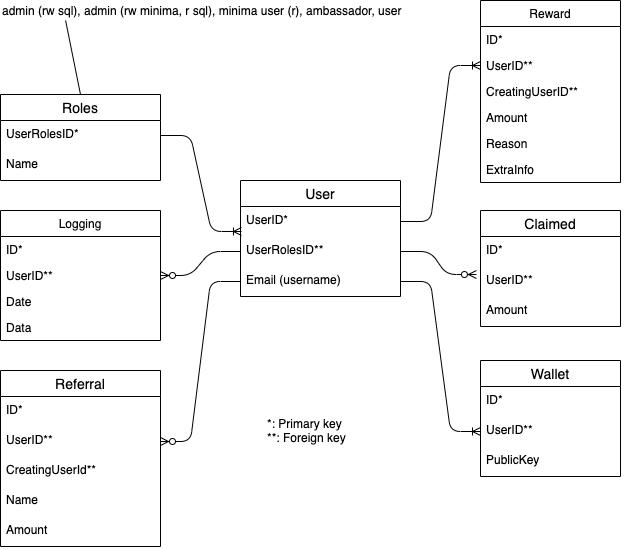 admin (rw sql), admin (rw minima, r sql), minima user (r), ambassador, user
Roles
UserRolesID*
Name
Logging
ID*
UserID**
Date
Data
Referral
ID*
UserID**
CreatingUserId**
Name
Amount
User
UserID*
UserRolesID**
Email (username)
*: Primary key
**: Foreign key
Reward
ID*
UserID**
CreatingUserID**
Amount
Reason
ExtraInfo
Claimed
ID*
UserID**
Amount
Wallet
ID*
UserID**
PublicKey